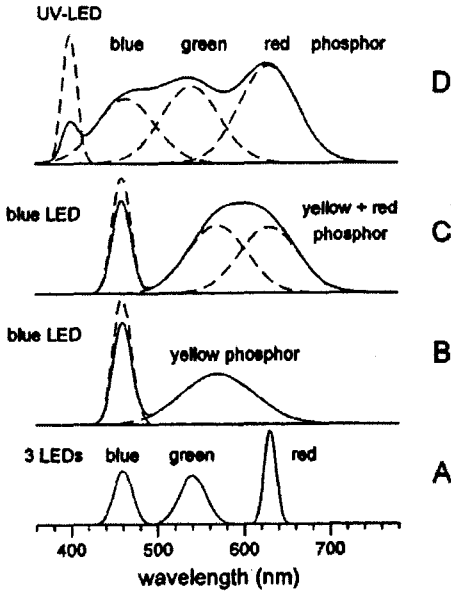 UV-LED
blue green red phosphor
D
blue LED
yellow + red
phosphor
C
blue LED
yellow phosphor
B
3 LEDs blue green red
A
400 500 600 700
wavelength (nm)